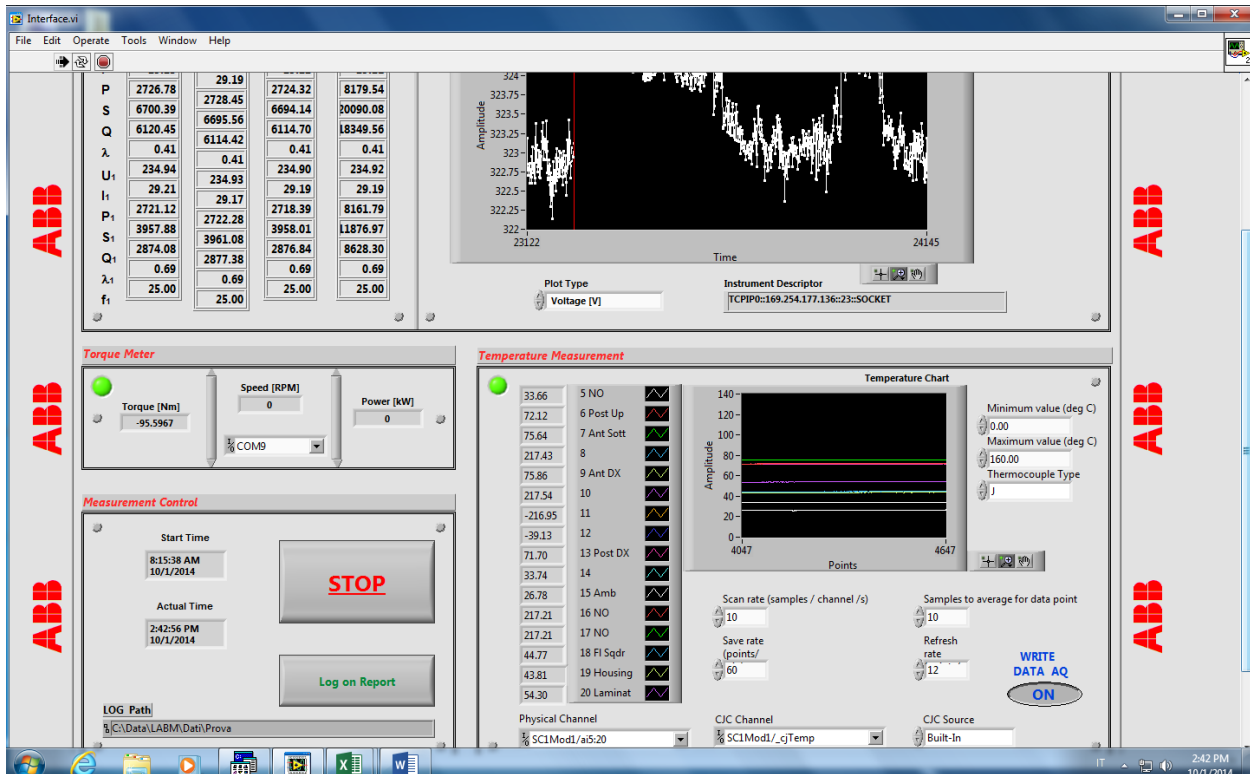 Interface.vi
File Edit Operate Tools Window Help
29.19
P 2726.78 2728.45 2724.32 8179.54
S 6700.39 6695.56 6694.14 20090.08
Q 6120.45 6114.42 6114.70 18349.56
λ 0.41 0.41 0.41 0.41
U1 234.94 234.93 234.90 234.92
I1 29.21 29.17 29.19 29.19
P1 2721.12 2722.28 2718.39 8161.79
S1 3957.88 3961.08 3958.01 11876.97
Q1 2874.08 2877.38 2876.84 8628.30
λ1 0.69 0.69 0.69 0.69
f1 25.00 25.00 25.00 25.00
Amplitude
324
323.75
323.5
323.25
323
322.75
322.5
322.25
322
23122 24145
Time
Plot Type
Voltage [V]
Instrument Descriptor
TCPIP0::169.254.177.136::23::SOCKET
ABB
ABB
ABB
ABB
ABB
ABB
Torque Meter
Torque [Nm]
-95.5967
Speed [RPM]
0
COM9
Power [kW]
0
Measurement Control
Start Time
8:15:38 AM
10/1/2014
Actual Time
2:42:56 PM
10/1/2014
STOP
Log on Report
LOG Path
C:\Data\LABM\Dati\Prova
Temperature Measurement
33.66 5 NO
72.12 6 Post Up
75.64 7 Ant Sott
217.43 8
75.86 9 Ant DX
217.54 10
-216.95 11
-39.13 12
71.70 13 Post DX
33.74 14
26.78 15 Amb
217.21 16 NO
217.21 17 NO
44.77 18 Fl Sqdr
43.81 19 Housing
54.30 20 Laminat
Temperature Chart
Amplitude
140
120
100
80
60
40
20
0
4047 4647
Points
Minimum value (deg C)
0.00
Maximum value (deg C)
160.00
Thermocouple Type
J
Scan rate (samples / channel /s)
10
Samples to average for data point
10
Save rate
(points/
60
Refresh
rate
12
WRITE
DATA AQ
ON
Physical Channel
SC1Mod1/ai5:20
CJC Channel
SC1Mod1/_cjTemp
CJC Source
Built-In
IT
2:42 PM
10/1/2014